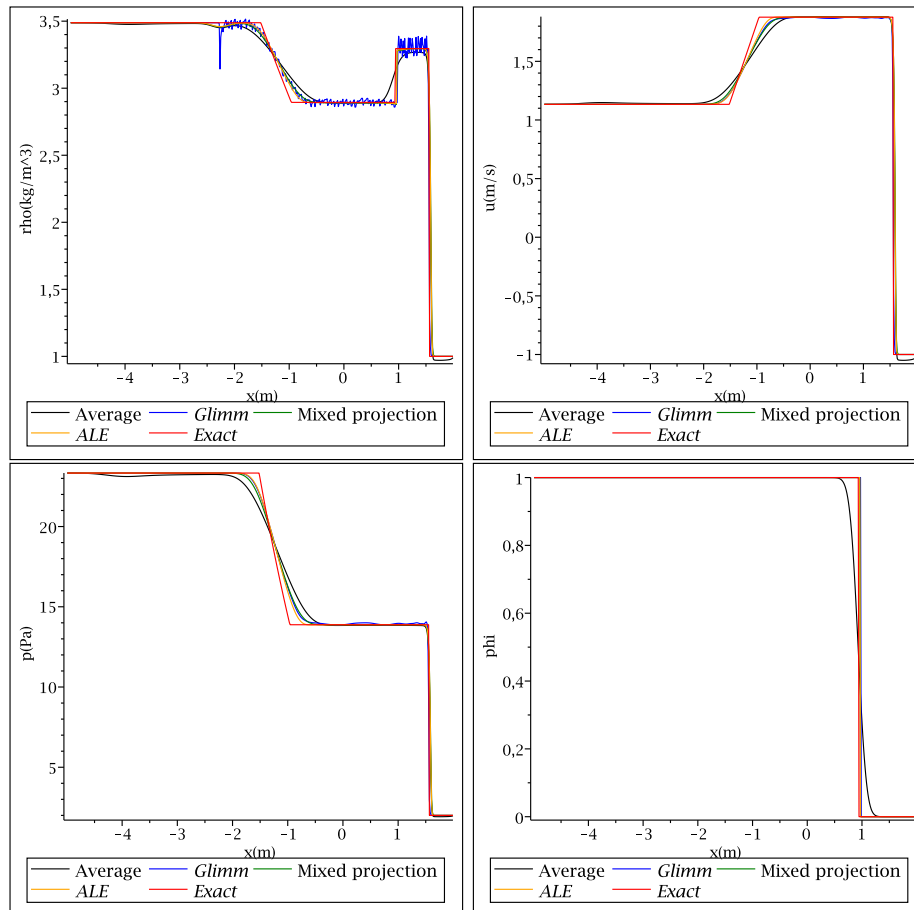 3,5
3
2,5
2
1,5
1
rho(kg/m^3)
-4 -3 -2 -1 0 1
x(m)
Average Glimm Mixed projection
ALE Exact
1,5
1
0,5
0
-0,5
-1
u(m/s)
-4 -3 -2 -1 0 1
x(m)
Average Glimm Mixed projection
ALE Exact
20
15
10
5
p(Pa)
-4 -3 -2 -1 0 1
x(m)
Average Glimm Mixed projection
ALE Exact
1
0,8
0,6
0,4
0,2
0
phi
-4 -3 -2 -1 0 1
x(m)
Average Glimm Mixed projection
ALE Exact